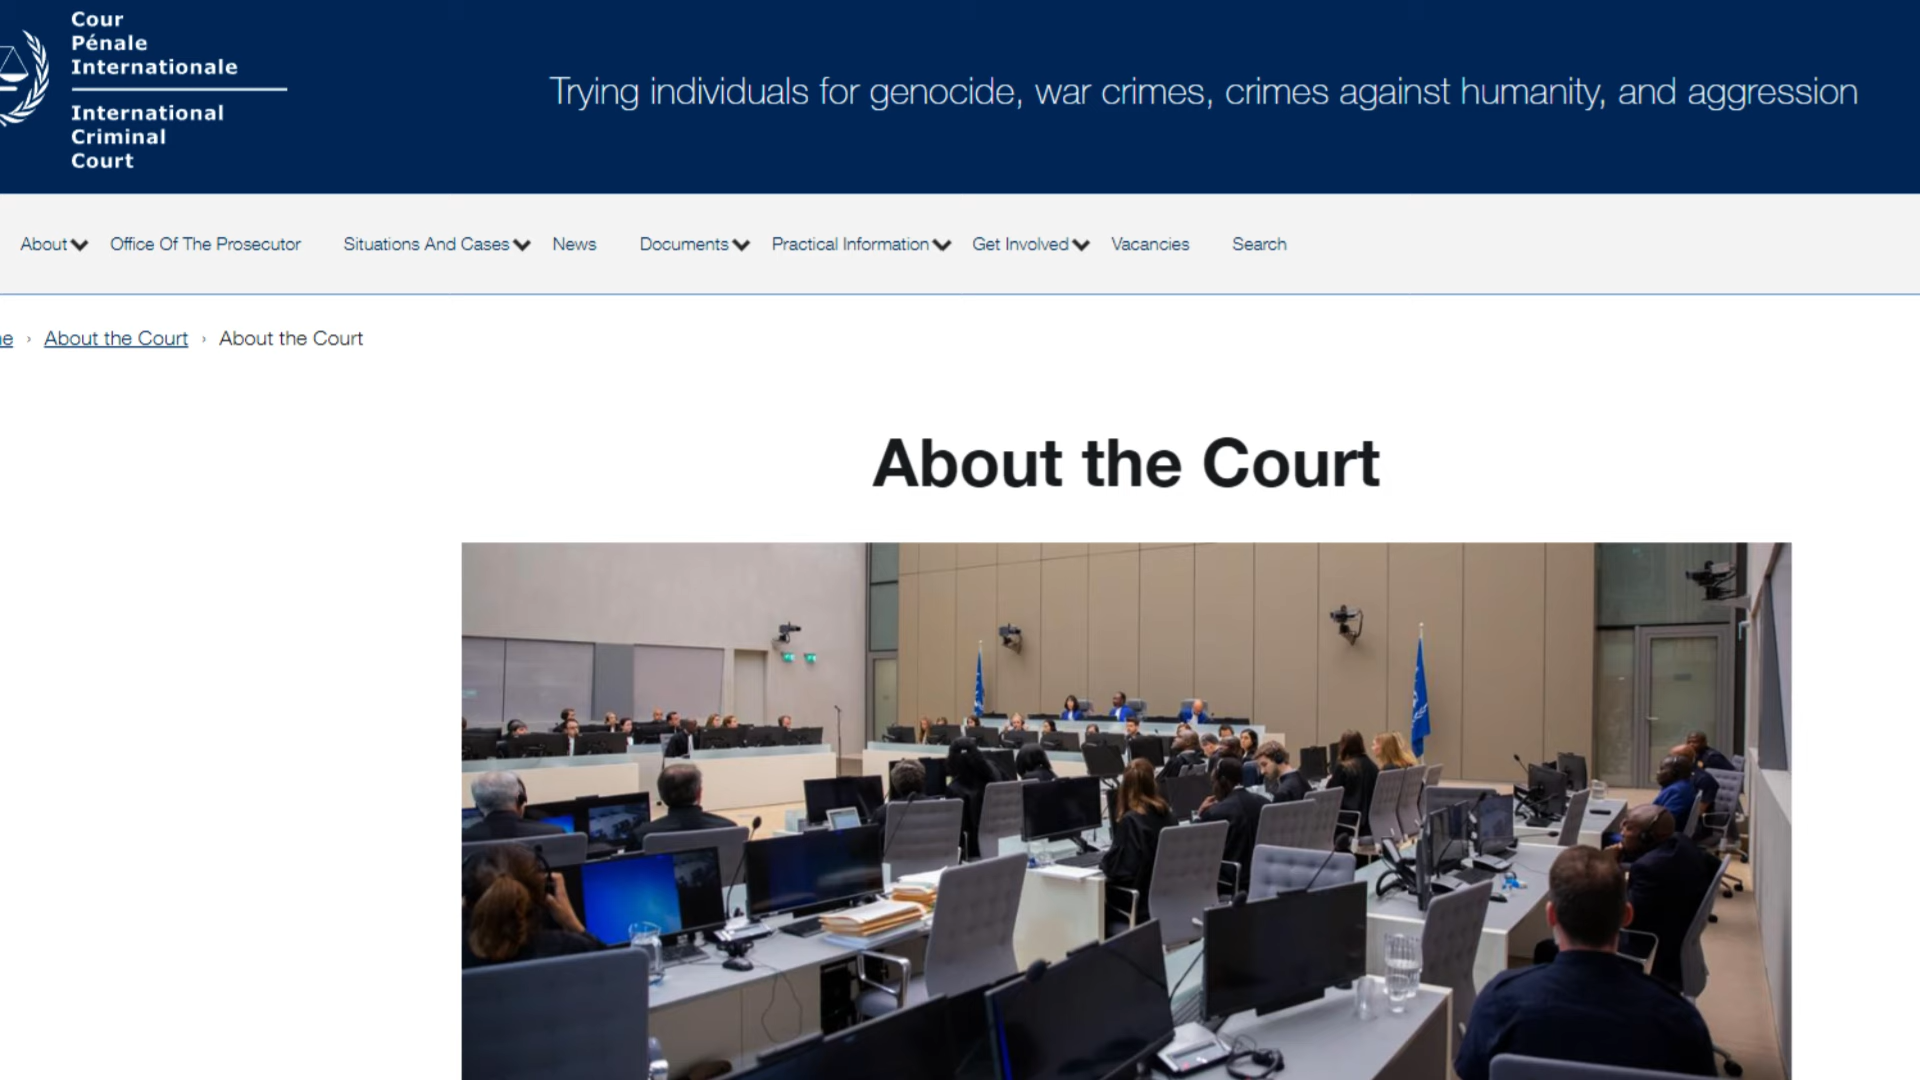 Cour
Pénale
Internationale
International
Criminal
Court
Trying individuals for genocide, war crimes, crimes against humanity, and aggression
About Office Of The Prosecutor Situations And Cases News Documents Practical Information Get Involved Vacancies Search
› About the Court › About the Court
About the Court